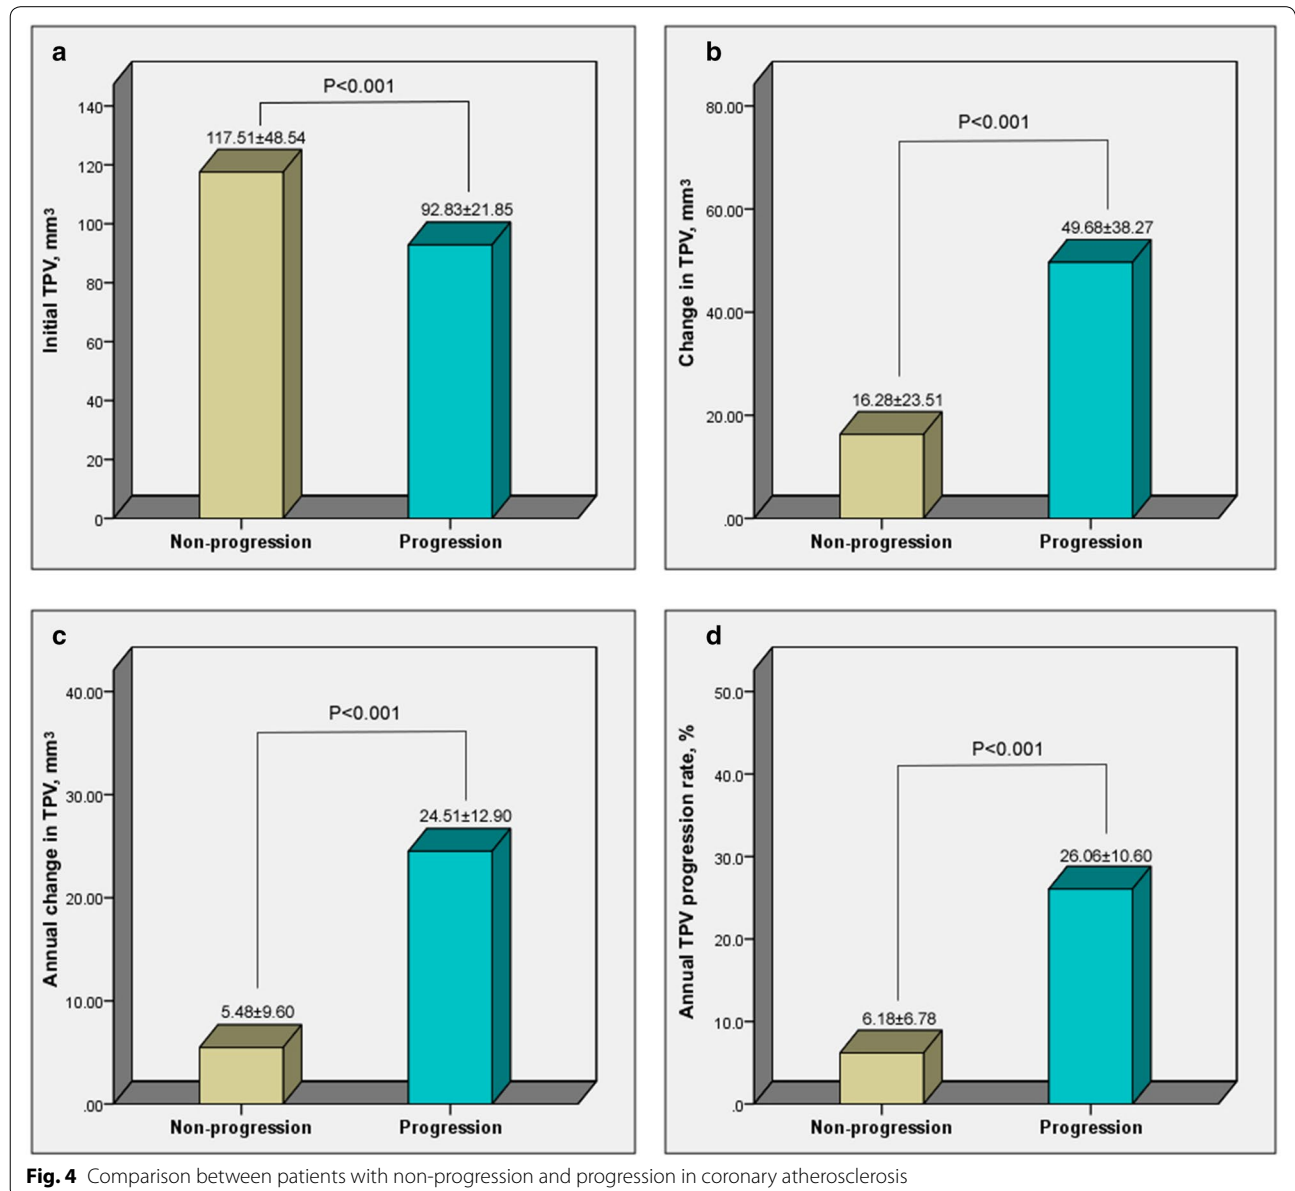 a
P<0.001
117.51±48.54
92.83±21.85
Initial TPV, mm³
140
120
100
80
60
40
20
0
Non-progression Progression
b
P<0.001
49.68±38.27
16.28±23.51
Change in TPV, mm³
80.00
60.00
40.00
20.00
.00
Non-progression Progression
c
P<0.001
24.51±12.90
5.48±9.60
Annual change in TPV, mm³
40.00
30.00
20.00
10.00
.00
Non-progression Progression
d
P<0.001
26.06±10.60
6.18±6.78
Annual TPV progression rate, %
50.0
40.0
30.0
20.0
10.0
.0
Non-progression Progression
Fig. 4 Comparison between patients with non-progression and progression in coronary atherosclerosis